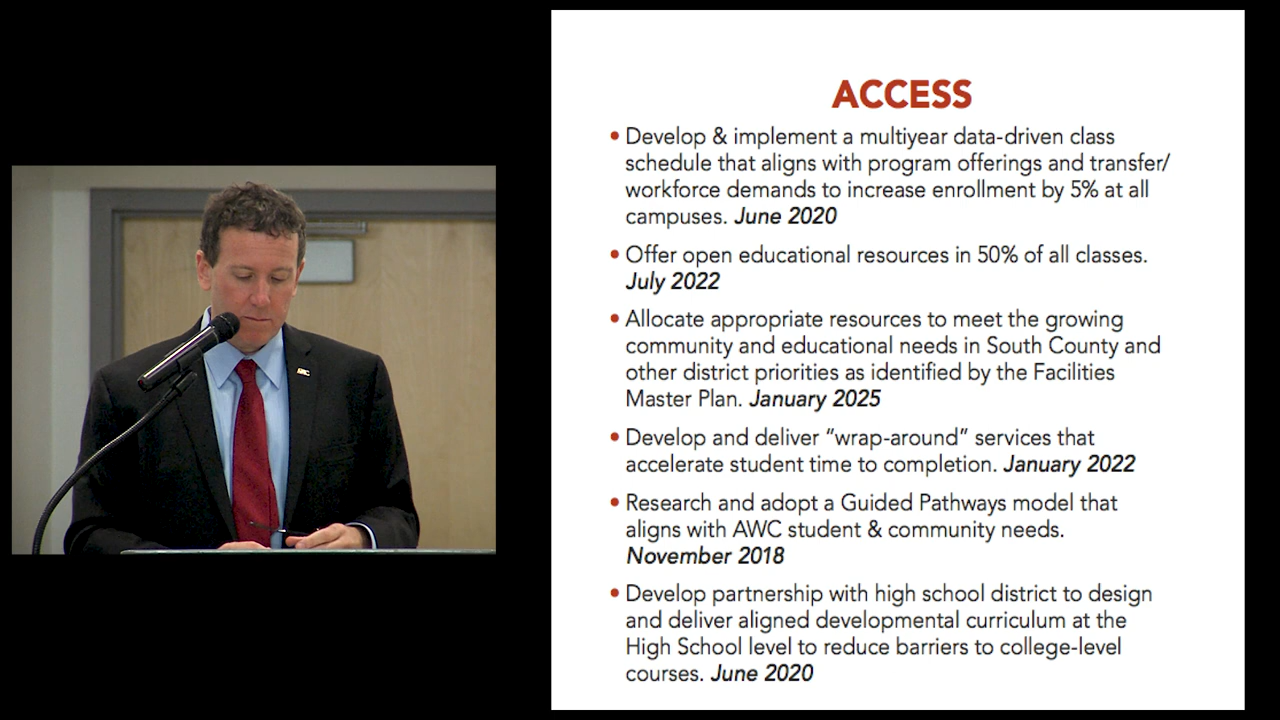 ACCESS
• Develop & implement a multiyear data-driven class
schedule that aligns with program offerings and transfer/
workforce demands to increase enrollment by 5% at all
campuses. June 2020
• Offer open educational resources in 50% of all classes.
July 2022
• Allocate appropriate resources to meet the growing
community and educational needs in South County and
other district priorities as identified by the Facilities
Master Plan. January 2025
• Develop and deliver “wrap-around” services that
accelerate student time to completion. January 2022
• Research and adopt a Guided Pathways model that
aligns with AWC student & community needs.
November 2018
• Develop partnership with high school district to design
and deliver aligned developmental curriculum at the
High School level to reduce barriers to college-level
courses. June 2020